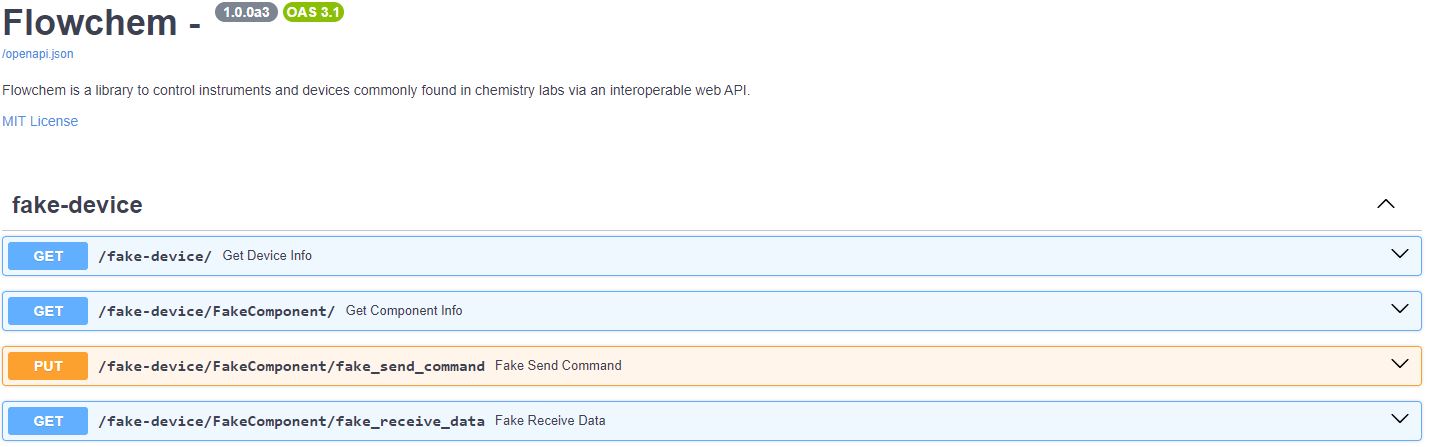 Flowchem - 1.0.0a3 OAS 3.1
/openapi.json
Flowchem is a library to control instruments and devices commonly found in chemistry labs via an interoperable web API.
MIT License
fake-device
GET /fake-device/ Get Device Info
GET /fake-device/FakeComponent/ Get Component Info
PUT /fake-device/FakeComponent/fake_send_command Fake Send Command
GET /fake-device/FakeComponent/fake_receive_data Fake Receive Data